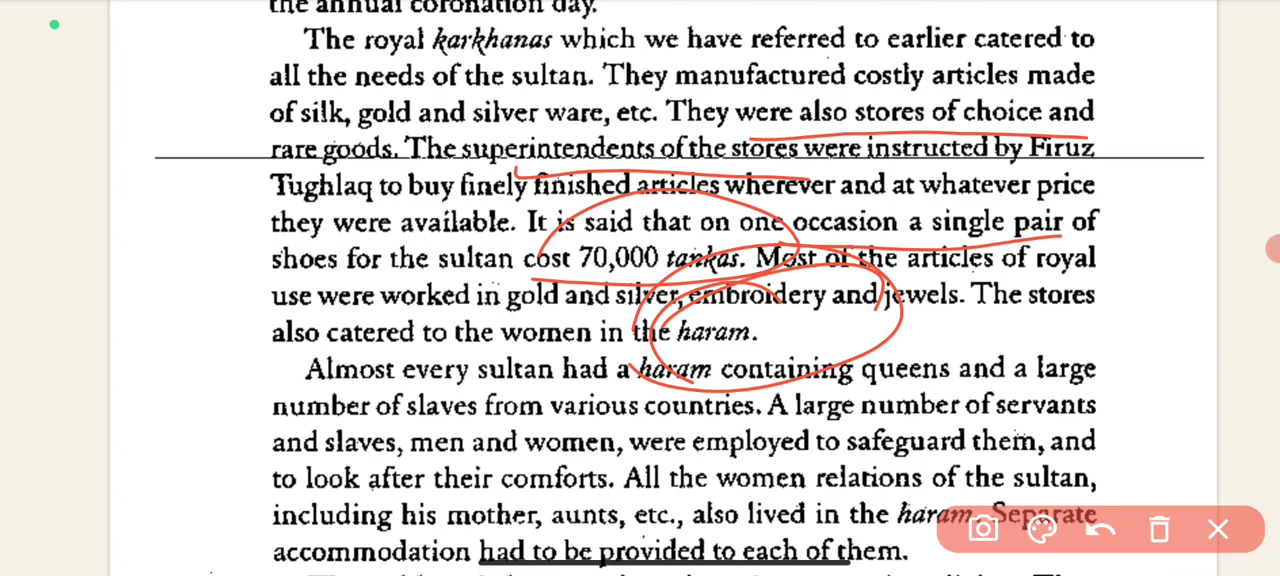 the annual coronation day.
The royal karkhanas which we have referred to earlier catered to
all the needs of the sultan. They manufactured costly articles made
of silk, gold and silver ware, etc. They were also stores of choice and
rare goods. The superintendents of the stores were instructed by Firuz
Tughlaq to buy finely finished articles wherever and at whatever price
they were available. It is said that on one occasion a single pair of
shoes for the sultan cost 70,000 tankas. Most of the articles of royal
use were worked in gold and silver, embroidery and jewels. The stores
also catered to the women in the haram.
Almost every sultan had a haram containing queens and a large
number of slaves from various countries. A large number of servants
and slaves, men and women, were employed to safeguard them, and
to look after their comforts. All the women relations of the sultan,
including his mother, aunts, etc., also lived in the haram. Separate
accommodation had to be provided to each of them.